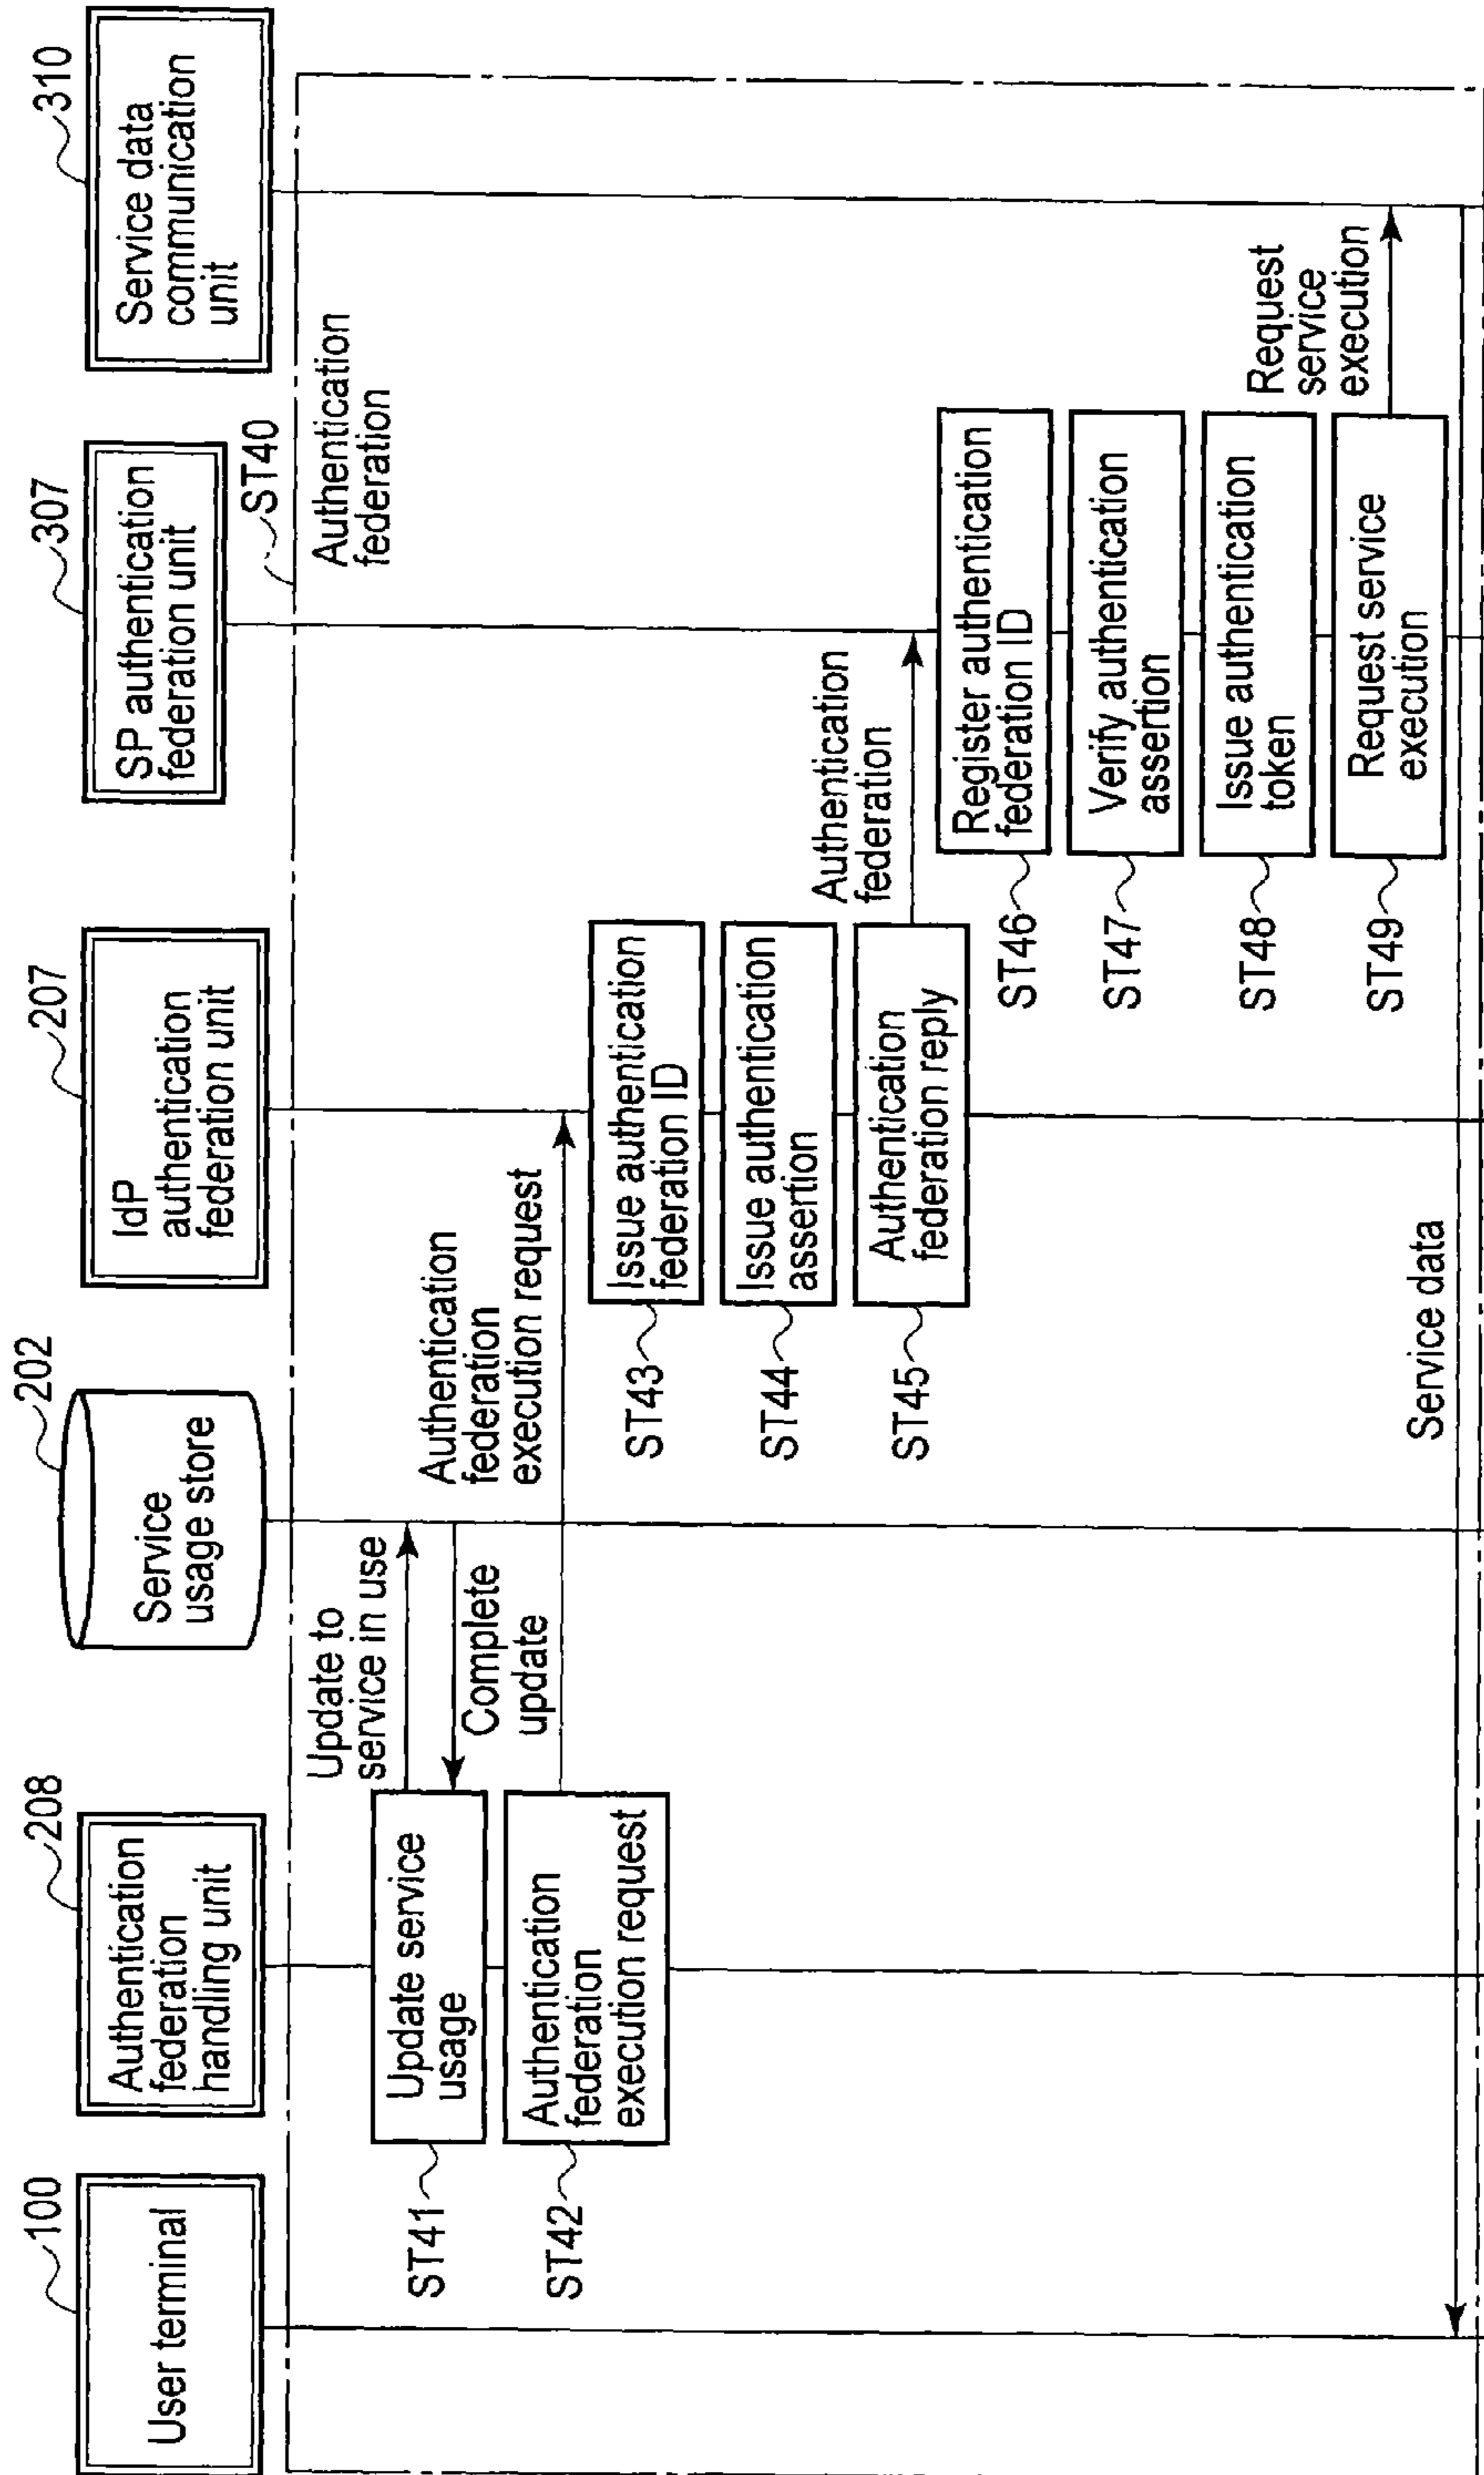 100
User terminal
208
Authentication
federation
handling unit
202
Service
usage store
207
IdP
authentication
federation unit
307
SP authentication
federation unit
310
Service data
communication
unit
ST40
Authentication
federation
ST41
Update service
usage
Update to
service in use
Complete
update
ST42
Authentication
federation
execution request
Authentication
federation
execution request
ST43
Issue authentication
federation ID
ST44
Issue authentication
assertion
ST45
Authentication
federation reply
Authentication
federation
ST46
Register authentication
federation ID
ST47
Verify authentication
assertion
ST48
Issue authentication
token
ST49
Request service
execution
Request
service
execution
Service data